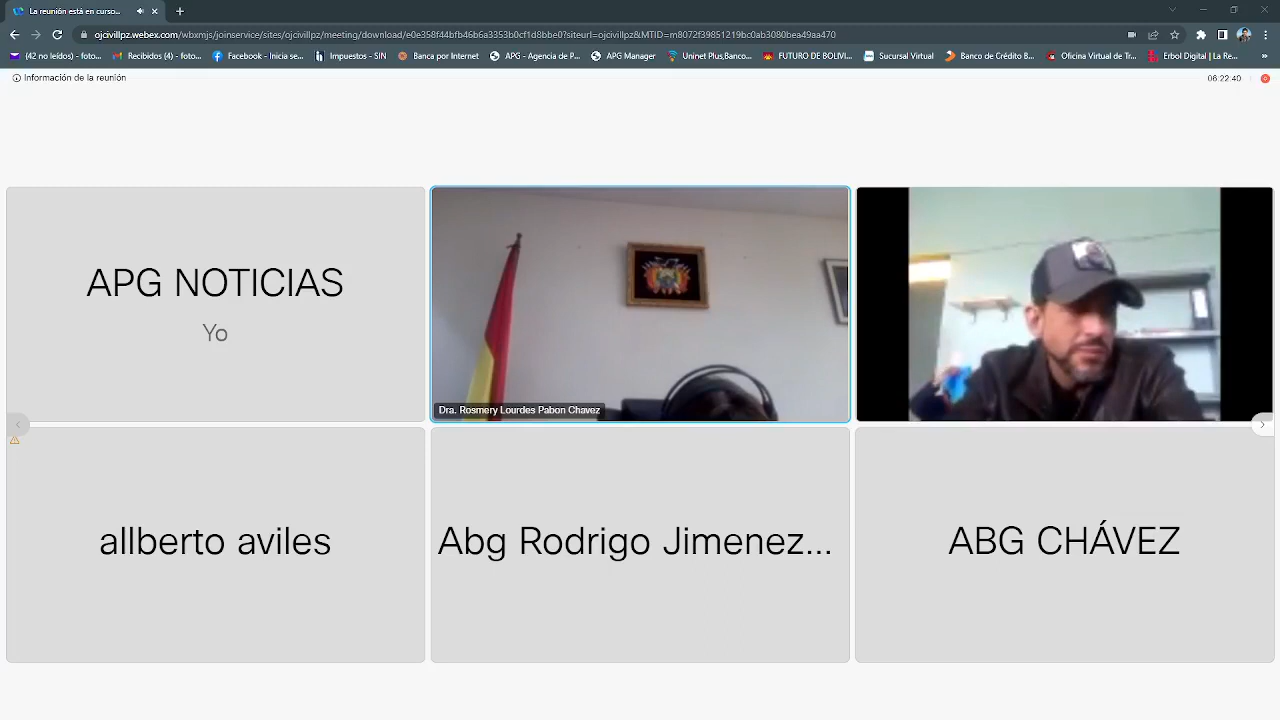 La reunión está en curso...
ojcivillpz.webex.com/wbxmjs/joinservice/sites/ojcivillpz/meeting/download/e0e358f44bfb45b6a3353b0cf1c65be0?siteurl=ojcivillpz&MTID=m8072f39851219bc0ab3080bea49aa470
(42 no leídos) - foto...
Recibidos (4) - foto...
Facebook - Inicia se...
Impuestos - SIN
Banca por Internet
APG - Agencia de P...
APG Manager
Uninet Plus,Banco...
FUTURO DE BOLIVI...
Sucursal Virtual
Banco de Crédito B...
Oficina Virtual de Tr...
Erbol Digital | La Re...
Información de la reunión
06:22:40
APG NOTICIAS
Yo
Dra. Rosmery Lourdes Pabon Chavez
allberto aviles
Abg Rodrigo Jimenez...
ABG CHÁVEZ